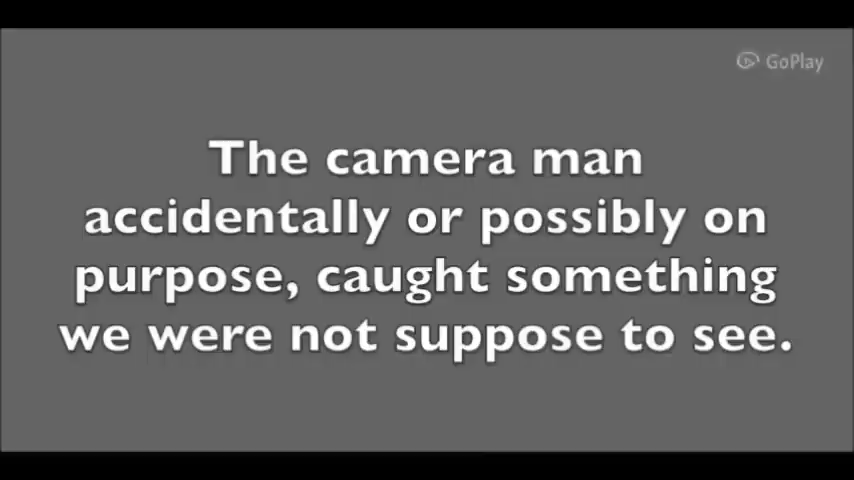 GoPlay
The camera man
accidentally or possibly on
purpose, caught something
we were not suppose to see.